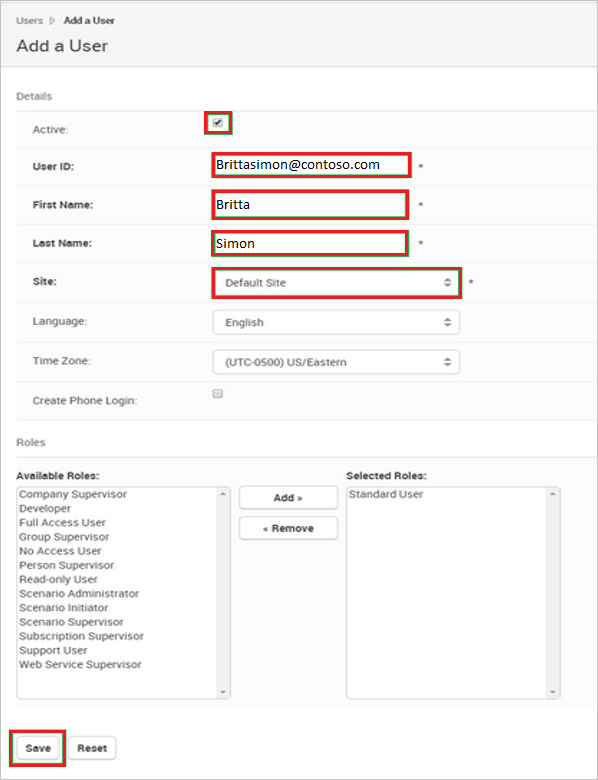 Users Add a User
Add a User
Details
Active:
User ID: Brittasimon@contoso.com *
First Name: Britta *
Last Name: Simon *
Site: Default Site *
Language: English
Time Zone: (UTC-0500) US/Eastern
Create Phone Login:
Roles
Available Roles: Selected Roles:
Company Supervisor Add » Standard User
Developer
Full Access User
Group Supervisor « Remove
No Access User
Person Supervisor
Read-only User
Scenario Administrator
Scenario Initiator
Scenario Supervisor
Subscription Supervisor
Support User
Web Service Supervisor
Save Reset